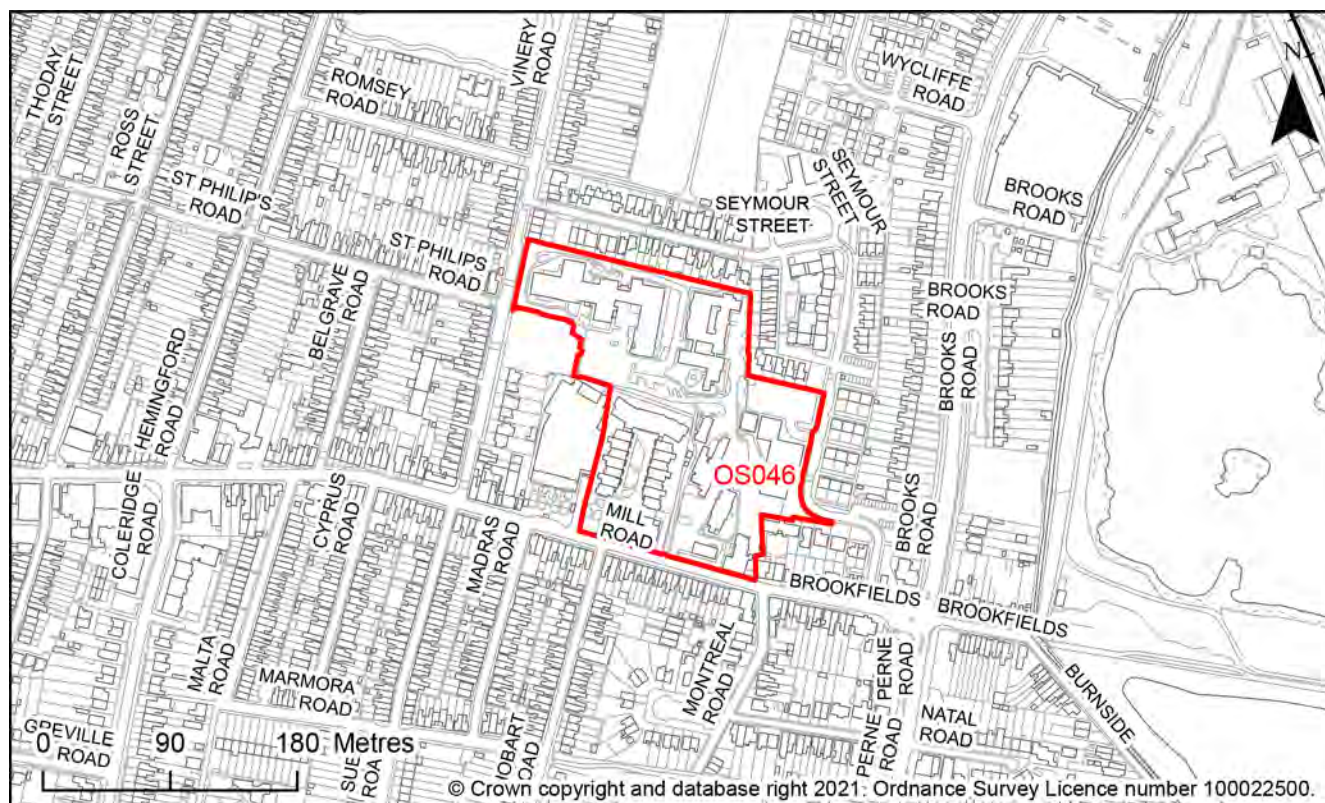 THODAY
STREET
ROSS
STREET
ROMSEY
ROAD
VINERY
ROAD
WYCLIFFE
ROAD
N
ST PHILIP'S
ROAD
ST PHILIPS
ROAD
SEYMOUR
STREET
SEYMOUR
STREET
BROOKS
ROAD
BELGRAVE
ROAD
BROOKS
ROAD
BROOKS
ROAD
HEMINGFORD
ROAD
OS046
COLERIDGE
ROAD
CYPRUS
ROAD
MADRAS
ROAD
MILL
ROAD
BROOKS
ROAD
BROOKFIELDS
BROOKFIELDS
MALTA
ROAD
MARMORA
ROAD
MONTREAL
ROAD
PERNE
ROAD
PERNE
ROAD
NATAL
ROAD
BURNSIDE
GREVILLE
ROAD
HOBART
ROAD
0 90 180 Metres
© Crown copyright and database right 2021. Ordnance Survey Licence number 100022500.